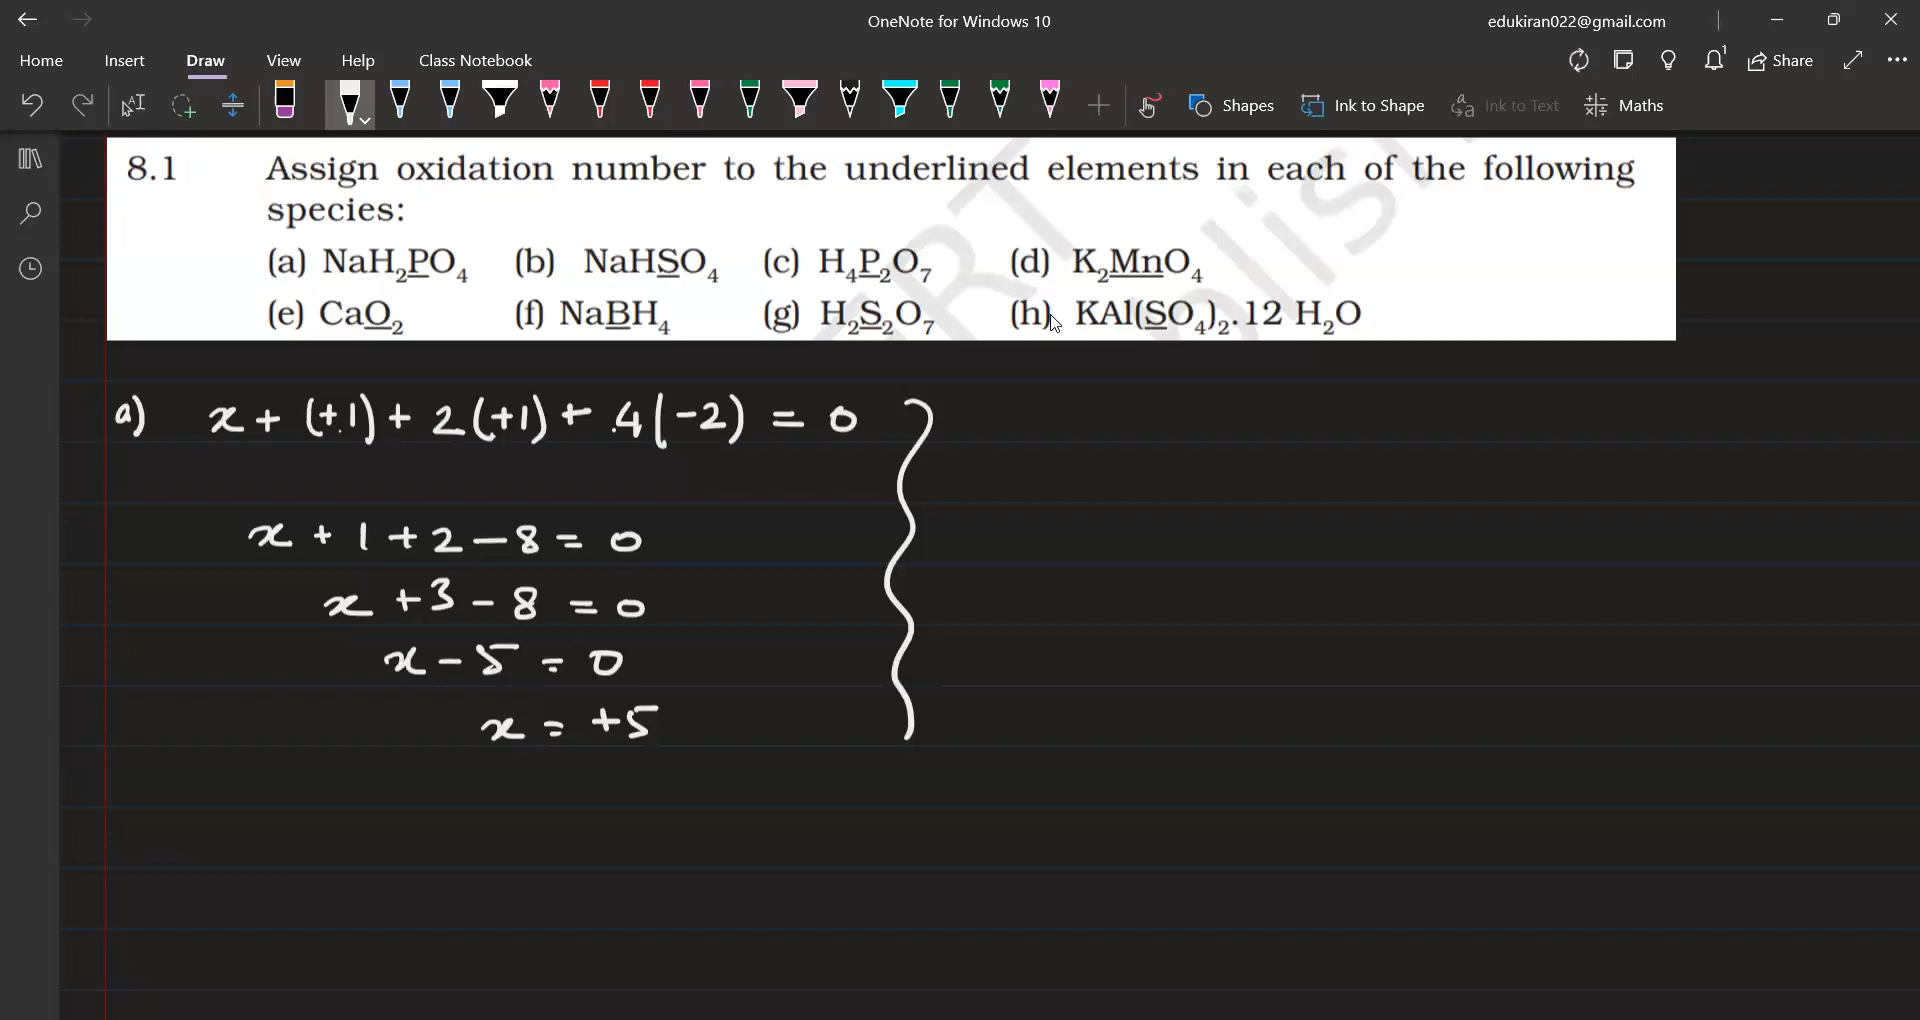 OneNote for Windows 10
edukiran022@gmail.com
Home Insert Draw View Help Class Notebook
Share
Shapes Ink to Shape Ink to Text Maths
8.1 Assign oxidation number to the underlined elements in each of the following
species:
(a) NaH₂PO₄ (b) NaHSO₄ (c) H₄P₂O₇ (d) K₂MnO₄
(e) CaO₂ (f) NaBH₄ (g) H₂S₂O₇ (h) KAl(SO₄)₂.12 H₂O
a) x + (+1) + 2(+1) + 4(-2) = 0
x + 1 + 2 - 8 = 0
x + 3 - 8 = 0
x - 5 = 0
x = +5